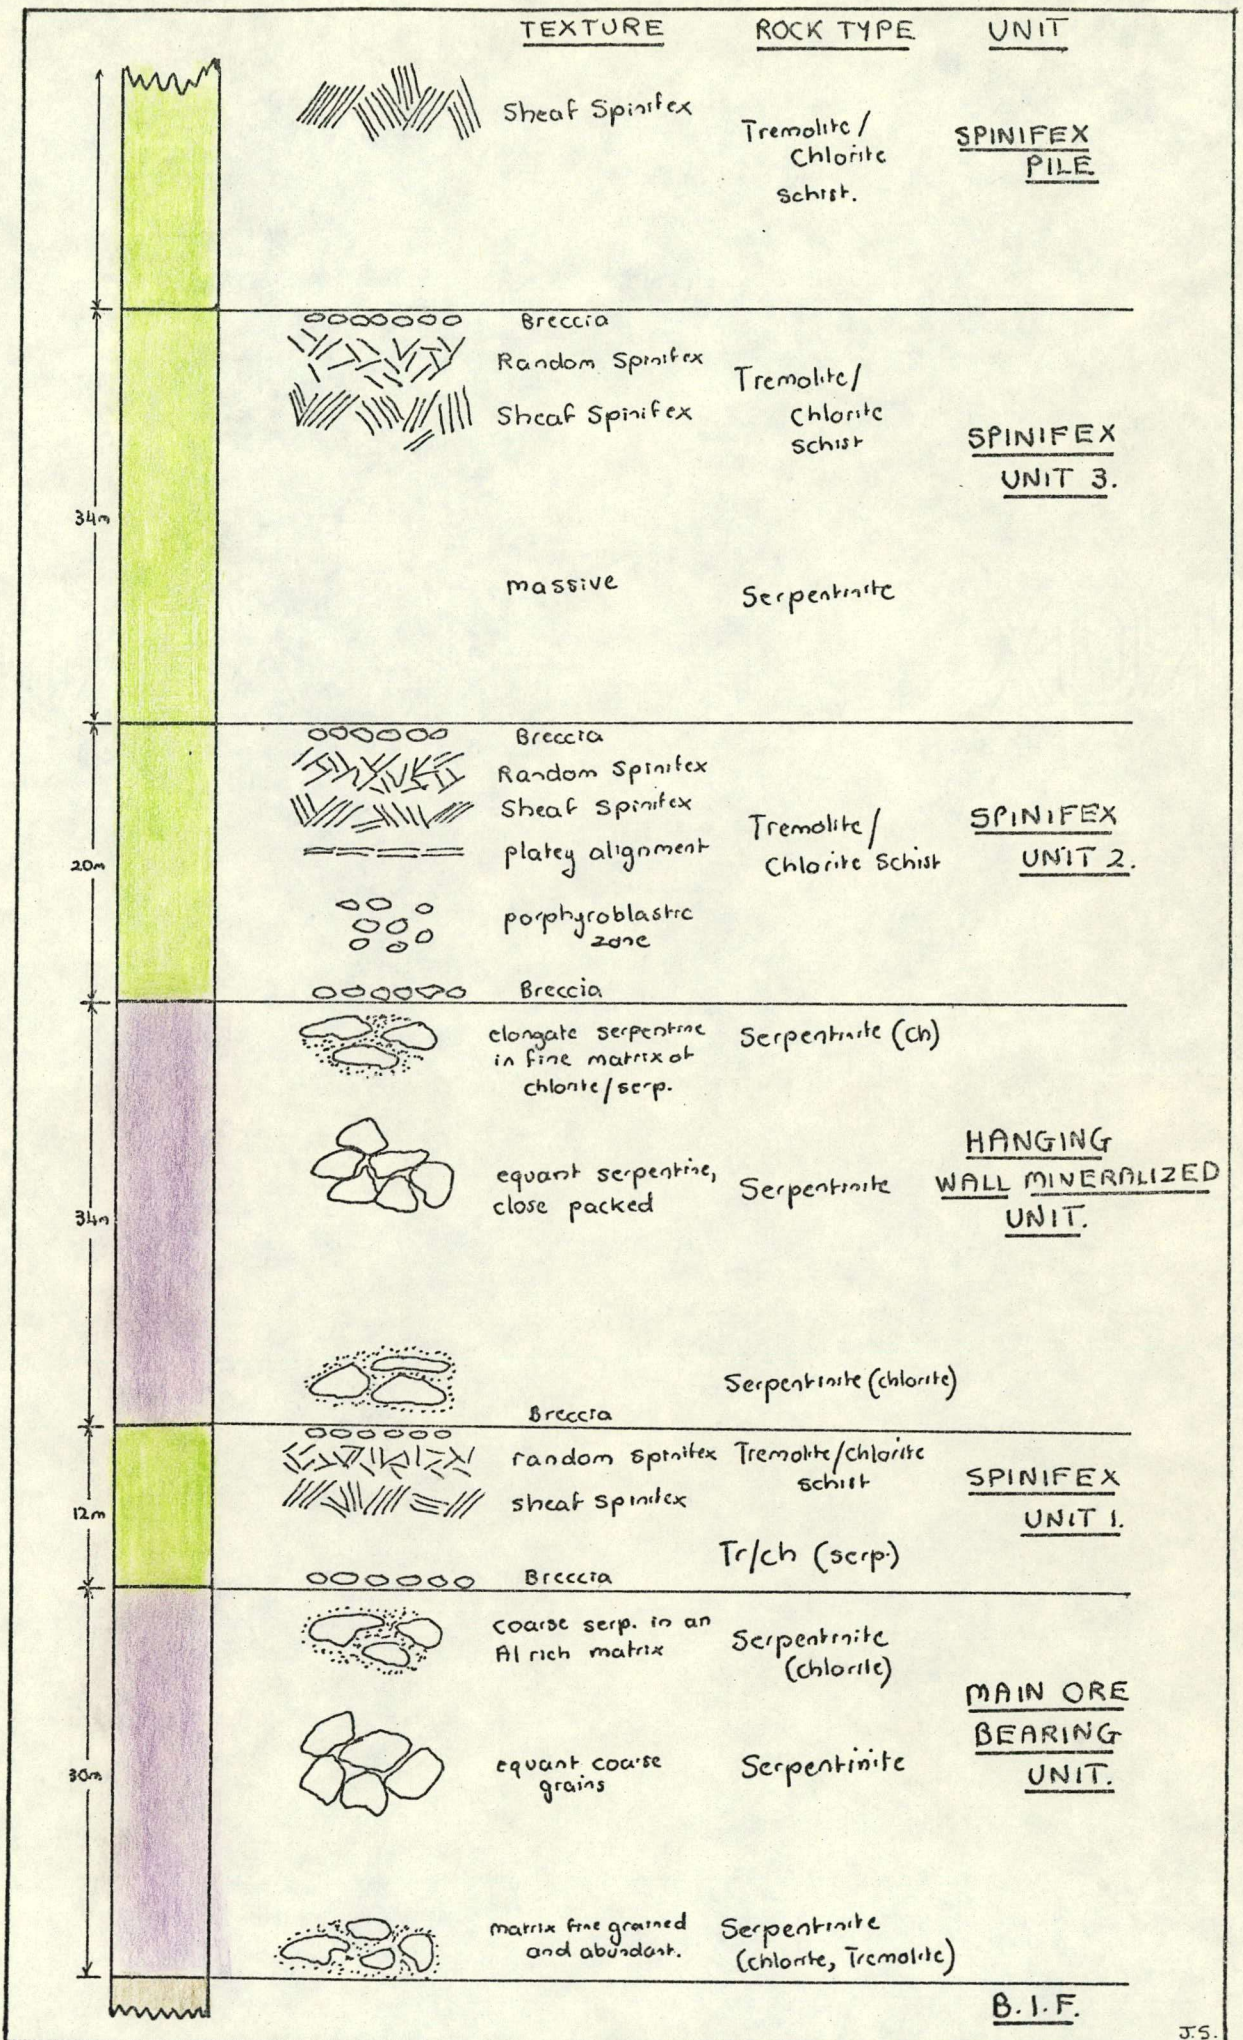 TEXTURE ROCK TYPE UNIT
Sheaf Spinifex
Tremolite/
Chlorite
schist.
SPINIFEX
PILE
Breccia
Random Spinifex
Sheaf Spinifex
Tremolite/
Chlorite
Schist
SPINIFEX
UNIT 3.
34m
massive
Serpentinite
Breccia
Random Spinifex
Sheaf Spinifex
platey alignment
porphyroblastic
zone
Breccia
Tremolite/
Chlorite Schist
SPINIFEX
UNIT 2.
20m
elongate serpentine
in fine matrix of
chlorite/serp.
Serpentinite (Ch)
equant serpentine,
close packed
Serpentinite
HANGING
WALL MINERALIZED
UNIT.
34m
Serpentinite (chlorite)
Breccia
random spinifex
sheaf spinifex
Tremolite/chlorite
schist
Tr/ch (serp.)
SPINIFEX
UNIT 1.
12m
Breccia
coarse serp. in an
Al rich matrix
Serpentinite
(chlorite)
equant coarse
grains
Serpentinite
MAIN ORE
BEARING
UNIT.
30m
matrix fine grained
and abundant.
Serpentinite
(chlorite, Tremolite)
B.I.F.
J.S.